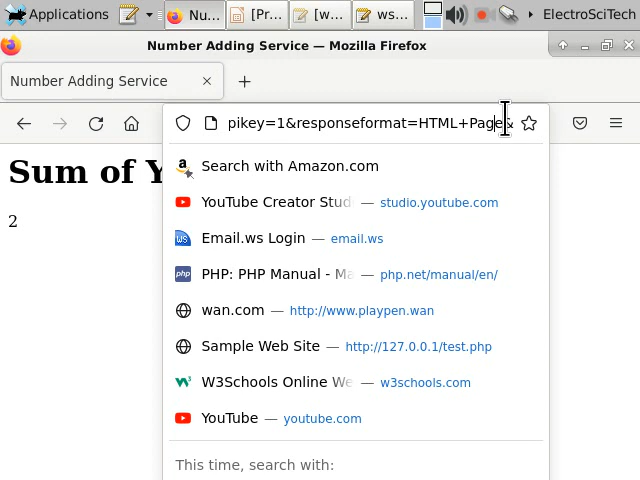 Applications
Nu...
[Pr...
[w...
ws...
ElectroSciTech
Number Adding Service — Mozilla Firefox
Number Adding Service
pikey=1&responseformat=HTML+Page&
Sum of Y
2
Search with Amazon.com
YouTube Creator Stud — studio.youtube.com
Email.ws Login — email.ws
PHP: PHP Manual - Ma — php.net/manual/en/
wan.com — http://www.playpen.wan
Sample Web Site — http://127.0.0.1/test.php
W3Schools Online We — w3schools.com
YouTube — youtube.com
This time, search with: